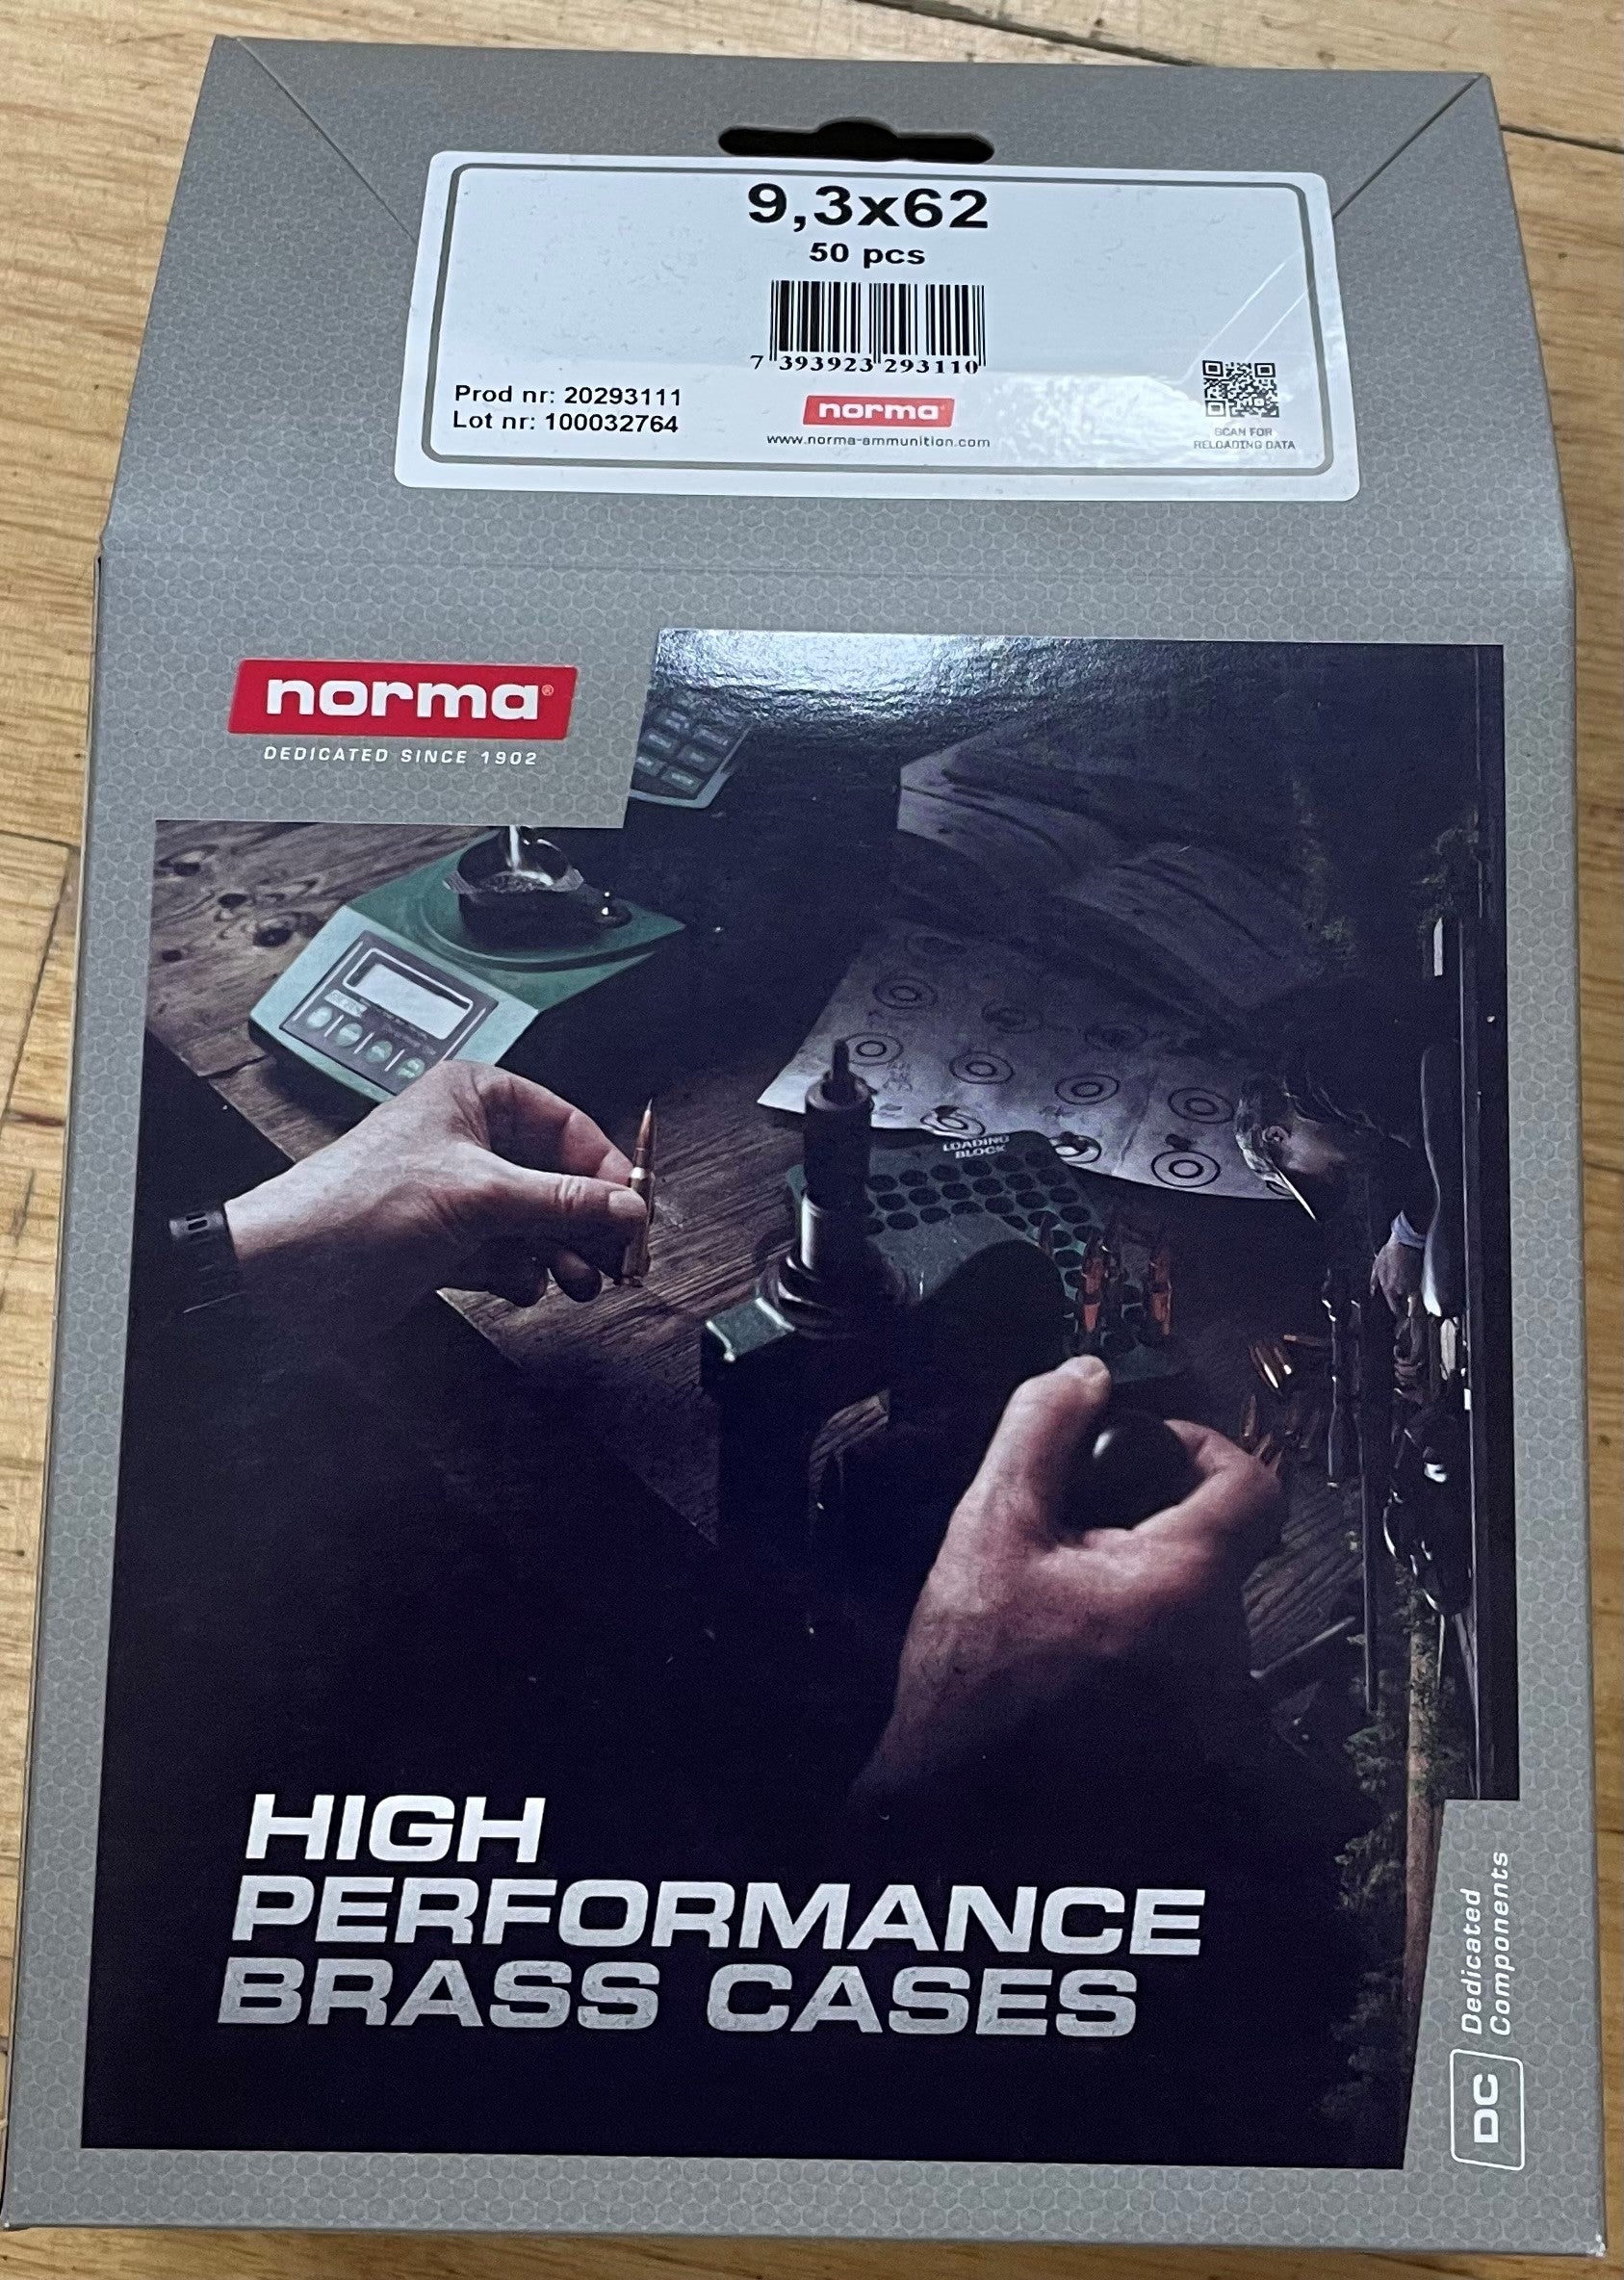 9,3x62
50 pcs
7 393923 293110
Prod nr: 20293111
Lot nr: 100032764
norma
www.norma-ammunition.com
SCAN FOR
RELOADING DATA
norma®
DEDICATED SINCE 1902
LOADING
BLOCK
HIGH
PERFORMANCE
BRASS CASES
DC Dedicated
Components